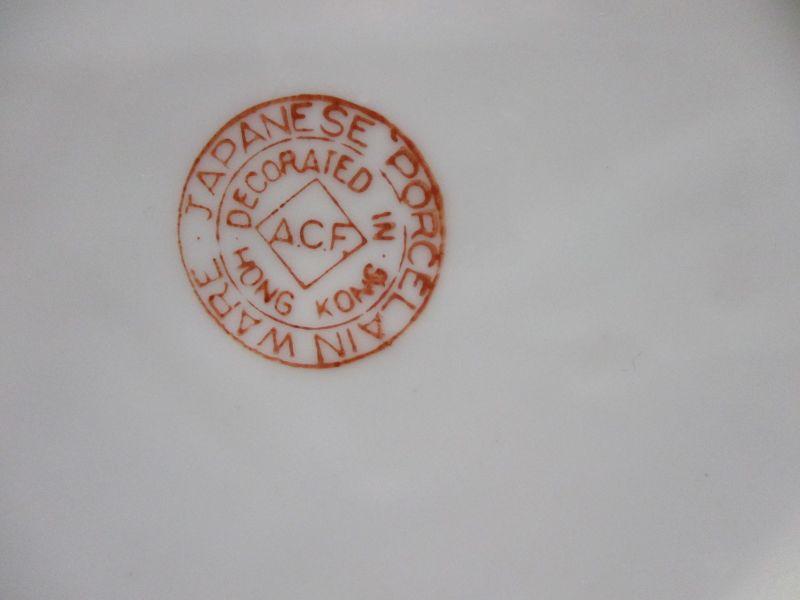 JAPANESE PORCELAIN WARE
DECORATED IN HONG KONG
A.C.F.